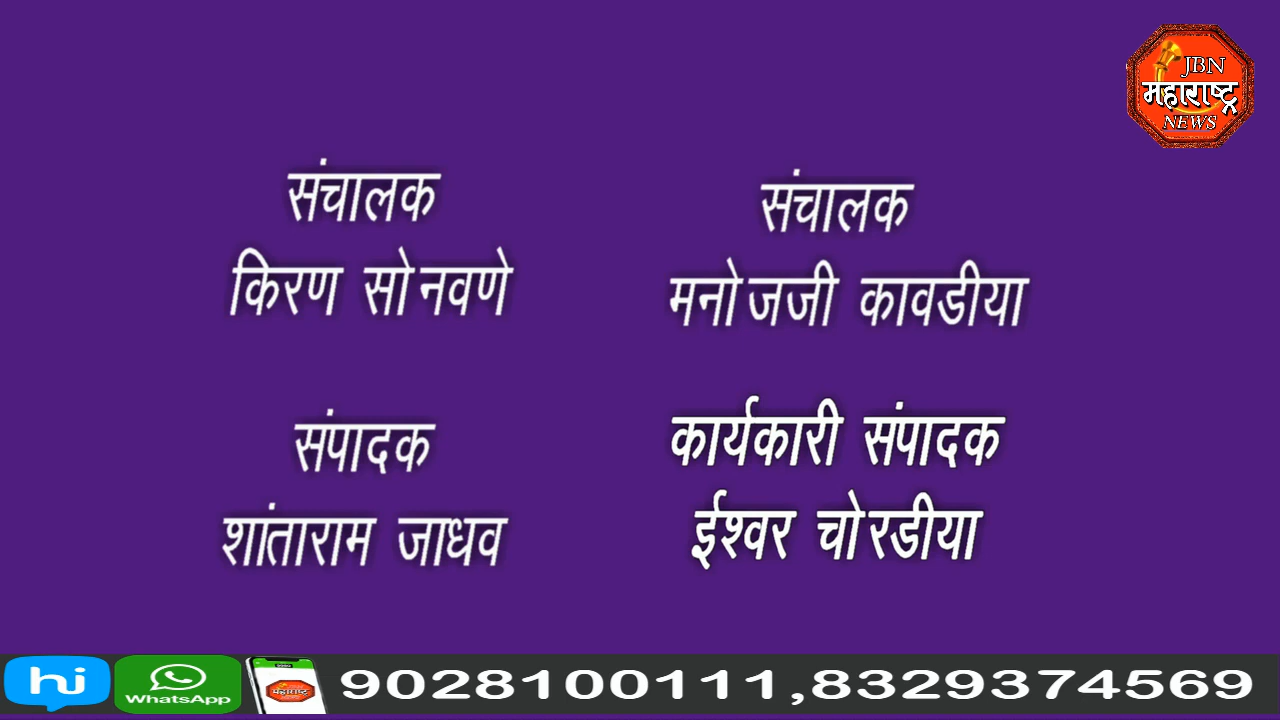 JBN
महाराष्ट्र
NEWS
संचालक
किरण सोनवणे
संचालक
मनोजजी कावडीया
संपादक
शांताराम जाधव
कार्यकारी संपादक
ईश्वर चोरडीया
hi
WhatsApp
महाराष्ट्र
9028100111,8329374569